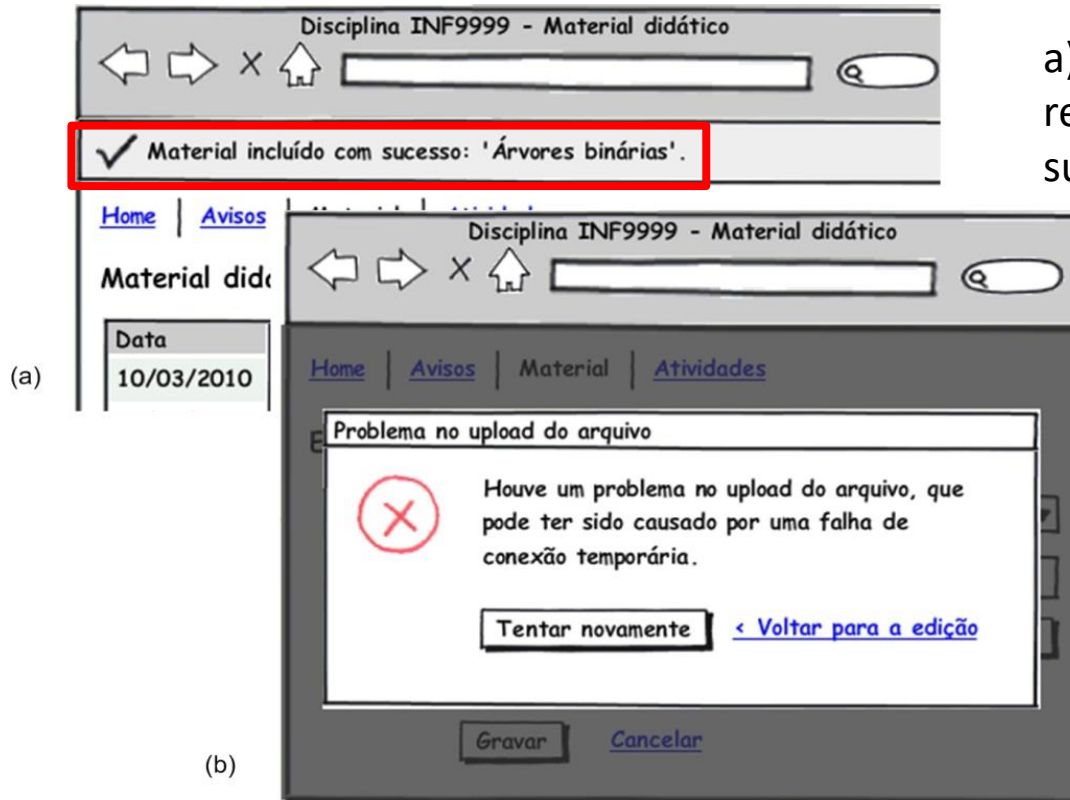 Disciplina INF9999 - Material didático
Material incluído com sucesso: 'Árvores binárias'.
Home | Avisos
Material
Data
10/03/2010
(a)
Disciplina INF9999 - Material didático
Home | Avisos | Material | Atividades
Problema no upload do arquivo
Houve um problema no upload do arquivo, que
pode ter sido causado por uma falha de
conexão temporária.
Tentar novamente
< Voltar para a edição
Gravar
Cancelar
(b)
a)
re
su